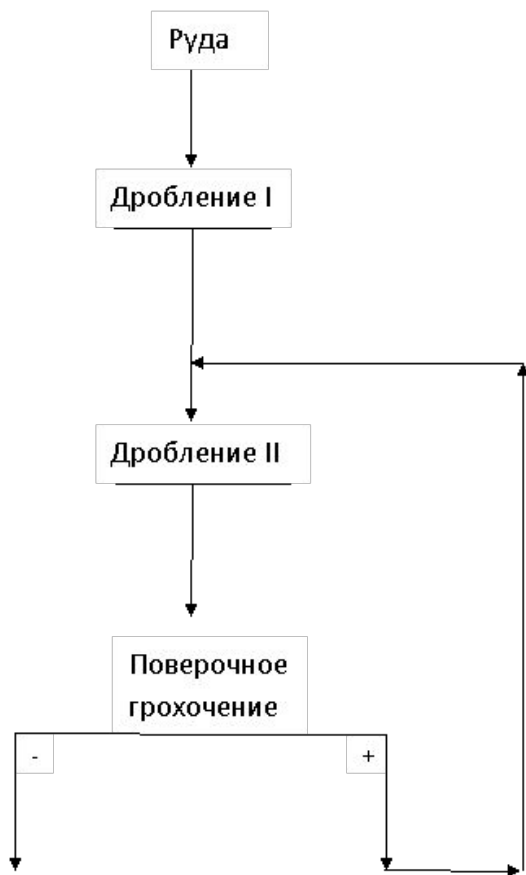 Руда
Дробление I
Дробление II
Поверочное
грохочение
-
+